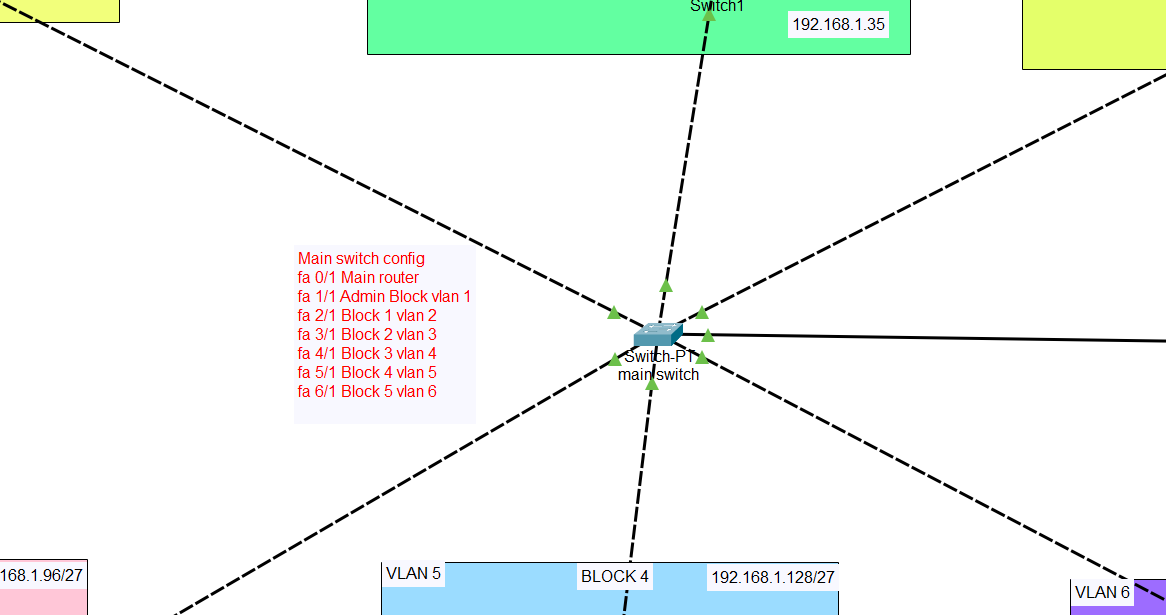 Switch1
192.168.1.35
Main switch config
fa 0/1 Main router
fa 1/1 Admin Block vlan 1
fa 2/1 Block 1 vlan 2
fa 3/1 Block 2 vlan 3
fa 4/1 Block 3 vlan 4
fa 5/1 Block 4 vlan 5
fa 6/1 Block 5 vlan 6
Switch-PT
main switch
168.1.96/27
VLAN 5
BLOCK 4
192.168.1.128/27
VLAN 6